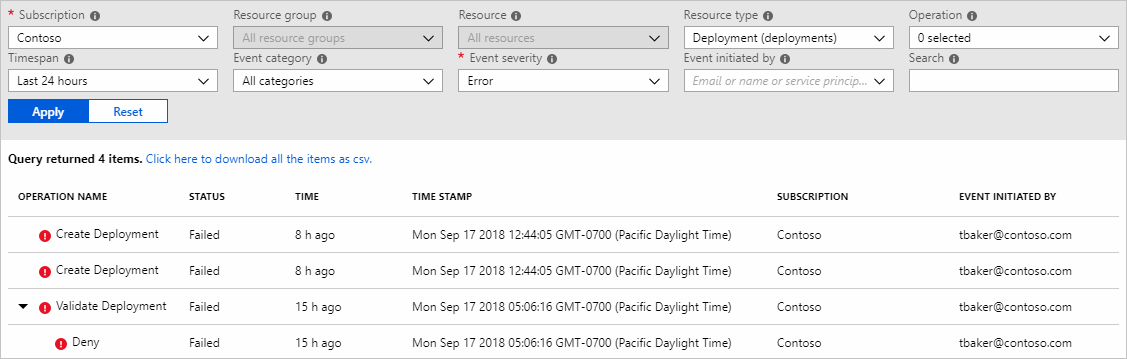 * Subscription Resource group Resource Resource type Operation
Contoso All resource groups All resources Deployment (deployments) 0 selected
Timespan Event category * Event severity Event initiated by Search
Last 24 hours All categories Error Email or name or service princip...
Apply Reset
Query returned 4 items. Click here to download all the items as csv.
OPERATION NAME STATUS TIME TIME STAMP SUBSCRIPTION EVENT INITIATED BY
Create Deployment Failed 8 h ago Mon Sep 17 2018 12:44:05 GMT-0700 (Pacific Daylight Time) Contoso tbaker@contoso.com
Create Deployment Failed 8 h ago Mon Sep 17 2018 12:44:05 GMT-0700 (Pacific Daylight Time) Contoso tbaker@contoso.com
Validate Deployment Failed 15 h ago Mon Sep 17 2018 05:06:16 GMT-0700 (Pacific Daylight Time) Contoso tbaker@contoso.com
Deny Failed 15 h ago Mon Sep 17 2018 05:06:16 GMT-0700 (Pacific Daylight Time) Contoso tbaker@contoso.com